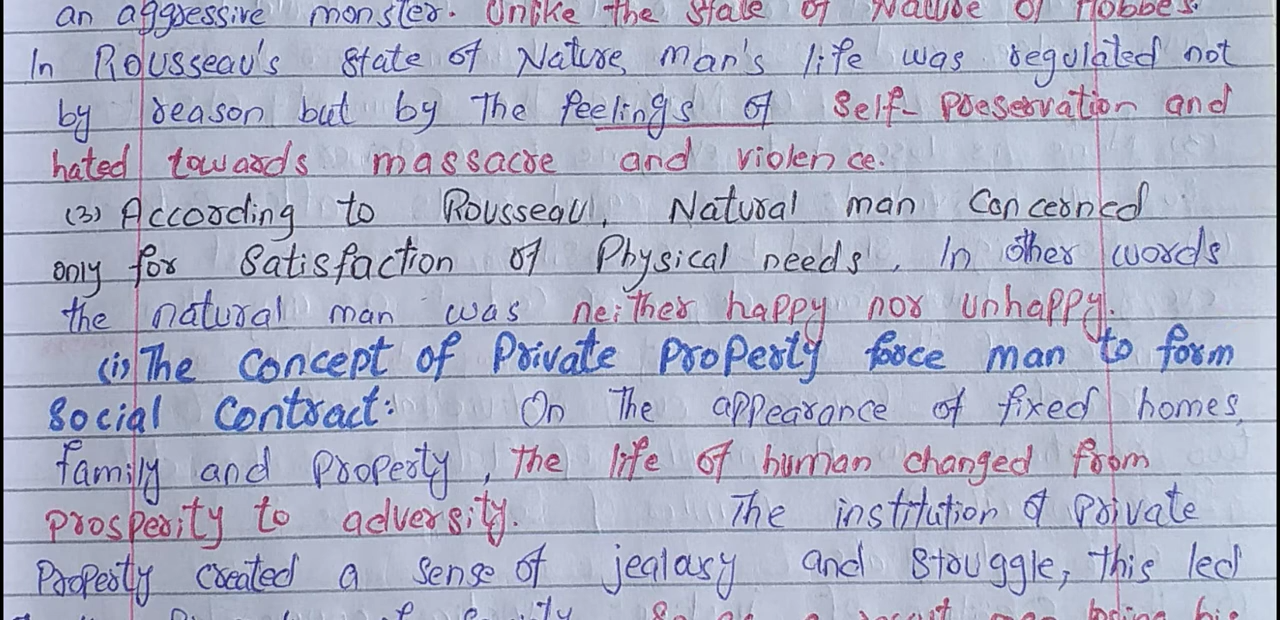 an aggressive monster. Unlike the State of Nature of Hobbes.
In Rousseau's State of Nature, man's life was regulated not
by reason but by The feelings of Self- Preservation and
hated towards massacre and violence.
(3) According to Rousseau, Natural man Concerned
only for Satisfaction of Physical needs. In other words
the natural man was neither happy nor unhappy.
(i) The Concept of Private Property force man to form
Social Contract: On The appearance of fixed homes,
family and Property, The life of human changed from
prosperity to adversity. The institution of Private
Property created a sense of jealousy and Struggle, This led